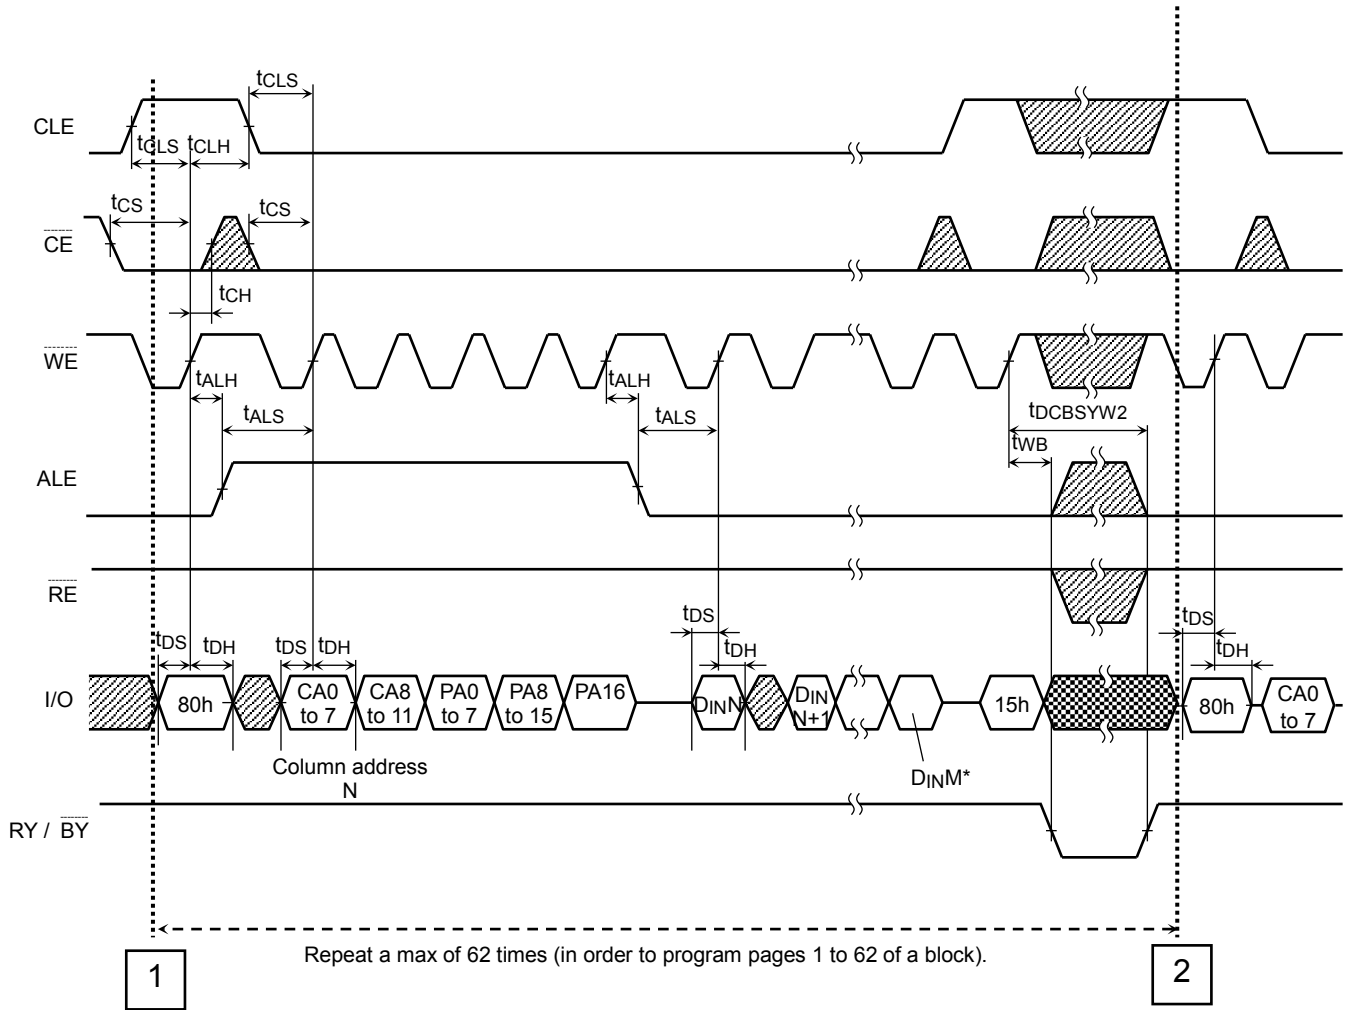 tCLS
CLE
tCLS tCLH
tCS tCS
CE
tCH
WE
tALH tALH
tALS tALS tDCBSYW2
tWB
ALE
RE
tDS tDS
tDS tDH tDS tDH tDH tDH
I/O
80h
CA0 to 7
CA8 to 11
PA0 to 7
PA8 to 15
PA16
DINN
DIN N+1
15h
80h
CA0 to 7
Column address
N
DINM*
RY / BY
Repeat a max of 62 times (in order to program pages 1 to 62 of a block).
1
2